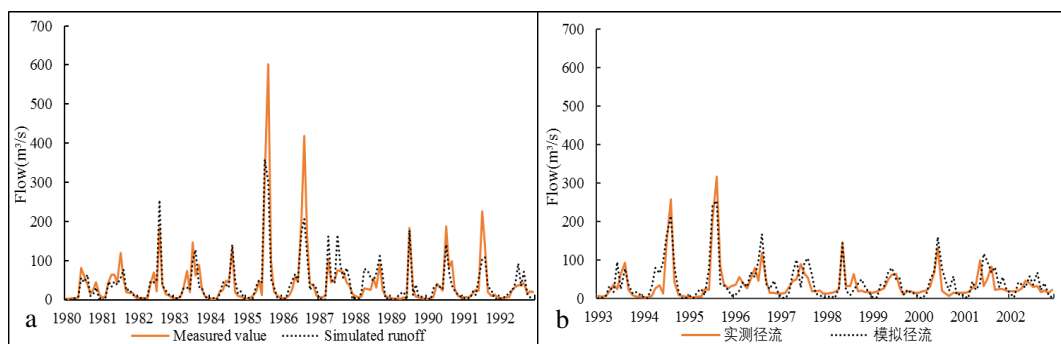 700
600
500
400
300
200
100
0
Flow(m³/s)
1980 1981 1982 1983 1984 1985 1986 1987 1988 1989 1990 1991 1992
a
Measured value Simulated runoff
700
600
500
400
300
200
100
0
Flow(m³/s)
1993 1994 1995 1996 1997 1998 1999 2000 2001 2002
b
实测径流 模拟径流